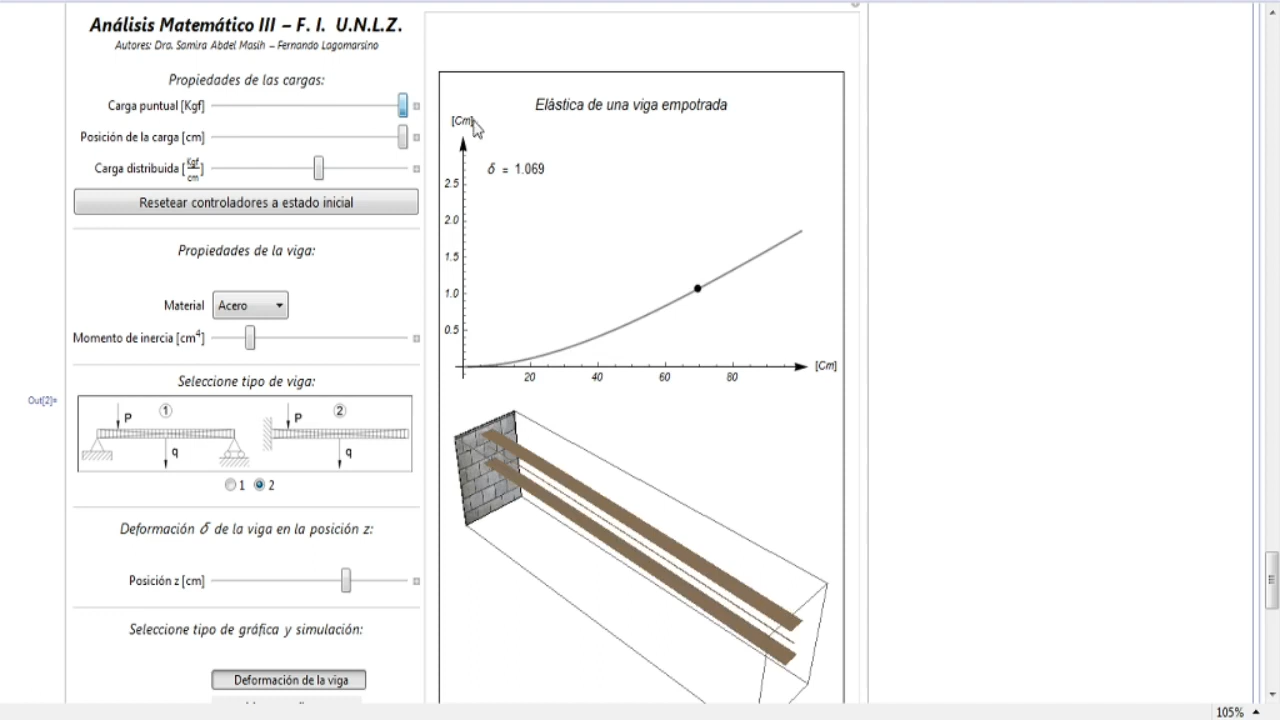 Análisis Matemático III – F. I. U.N.L.Z.
Autores: Dra. Samira Abdel Masih – Fernando Lagomarsino
Propiedades de las cargas:
Carga puntual [Kgf]
Posición de la carga [cm]
Carga distribuida [Kgf/cm]
Resetear controladores a estado inicial
Propiedades de la viga:
Material Acero
Momento de inercia [cm⁴]
Seleccione tipo de viga:
P 1 q
P 2 q
1 2
Deformación δ de la viga en la posición z:
Posición z [cm]
Seleccione tipo de gráfica y simulación:
Deformación de la viga
Out[2]=
Elástica de una viga empotrada
[Cm]
δ = 1.069
2.5
2.0
1.5
1.0
0.5
20 40 60 80 [Cm]
105%